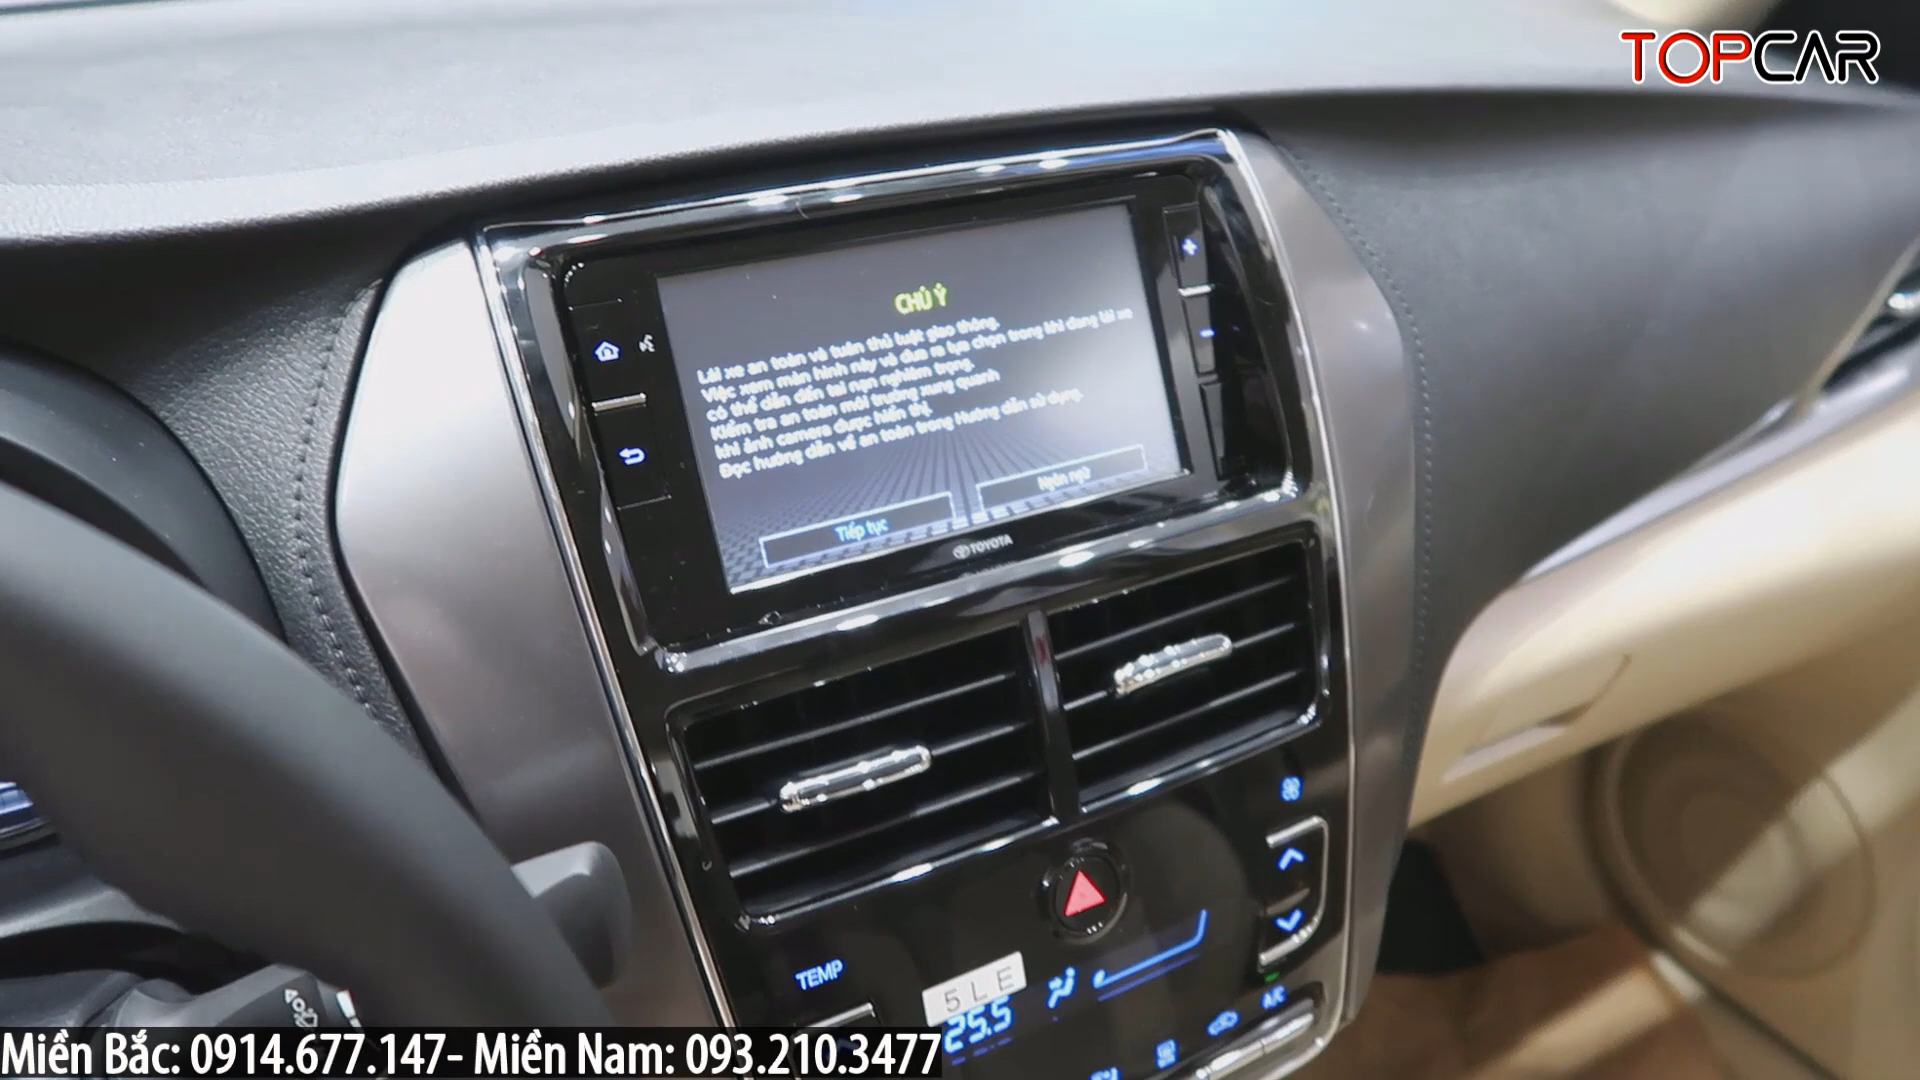 TOPCAR
CHÚ Ý
Lái xe an toàn và tuân thủ luật giao thông.
Việc xem màn hình này và đưa ra lựa chọn trong khi đang lái xe
có thể dẫn đến tai nạn nghiêm trọng.
Kiểm tra an toàn môi trường xung quanh
khi ảnh camera được hiển thị.
Đọc hướng dẫn về an toàn trong Hướng dẫn sử dụng.
Tiếp tục
Ngôn ngữ
TOYOTA
TEMP
5LE
25.5
A/C
Miền Bắc: 0914.677.147- Miền Nam: 093.210.3477